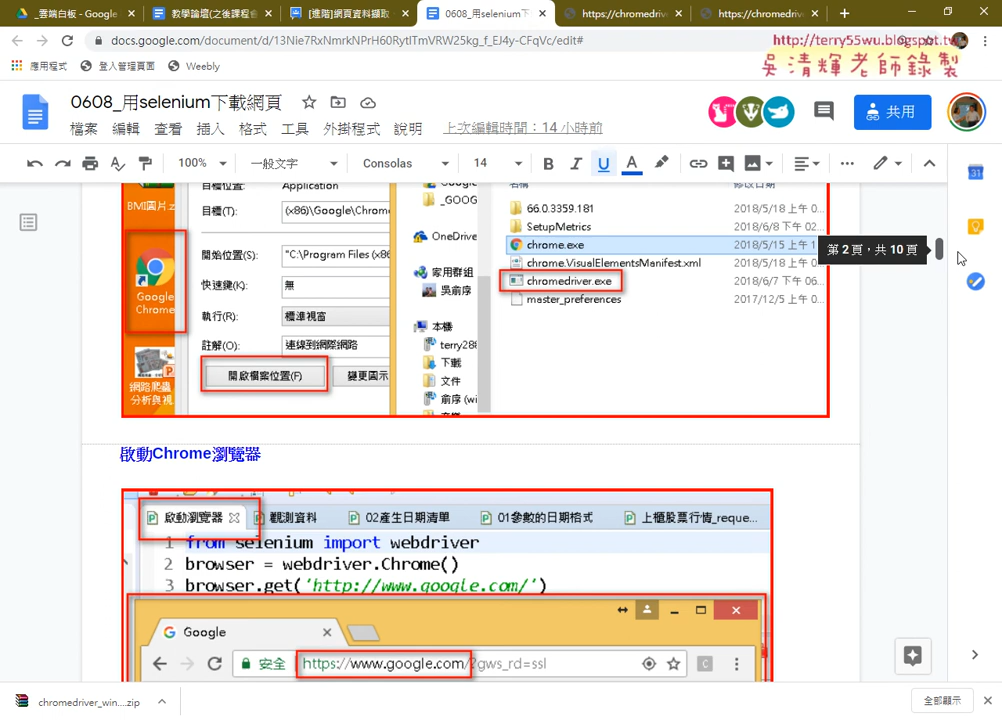 _雲端白板 - Google
教學論壇(之後課程會
[進階]網頁資料擷取
0608_用selenium下
https://chromedriv
https://chromedriv
docs.google.com/document/d/13Nie7RxNmrkNPrH60RytlTmVRW25kg_f_EJ4y-CFqVc/edit#
http://terry55wu.blogspot.tw
吳清輝老師錄製
應用程式
登入管理頁面
Weebly
0608_用selenium下載網頁
檔案 編輯 查看 插入 格式 工具 外掛程式 說明 上次編輯時間：14 小時前
共用
100% 一般文字 Consolas 14 B I U A
31
目標位置: Application
目標(T): (x86)\Google\Chrome
開始位置(S): "C:\Program Files (x86
快速鍵(K): 無
執行(R): 標準視窗
註解(O): 連線到網際網路
開啟檔案位置(F)
變更圖示
BMI圖片.z
Google
Chrome
網路爬蟲
分析與視
_GOOG
OneDrive
家用群組
吳俞序
本機
terry28
下載
文件
名稱 修改日期
66.0.3359.181 2018/5/18 上午 0...
SetupMetrics 2018/6/8 下午 02...
chrome.exe 2018/5/15 上午 1
chrome.VisualElementsManifest.xml 2018/5/18 上午 0...
chromedriver.exe 2018/6/7 下午 06...
master_preferences 2017/12/5 上午 0...
第 2 頁，共 10 頁
啟動Chrome瀏覽器
啟動瀏覽器 觀測資料 02產生日期清單 01參數的日期格式 上櫃股票行情_reque...
1 from selenium import webdriver
2 browser = webdriver.Chrome()
3 browser.get('http://www.google.com/')
Google
安全 https://www.google.com/?gws_rd=ssl
chromedriver_win....zip
全部顯示